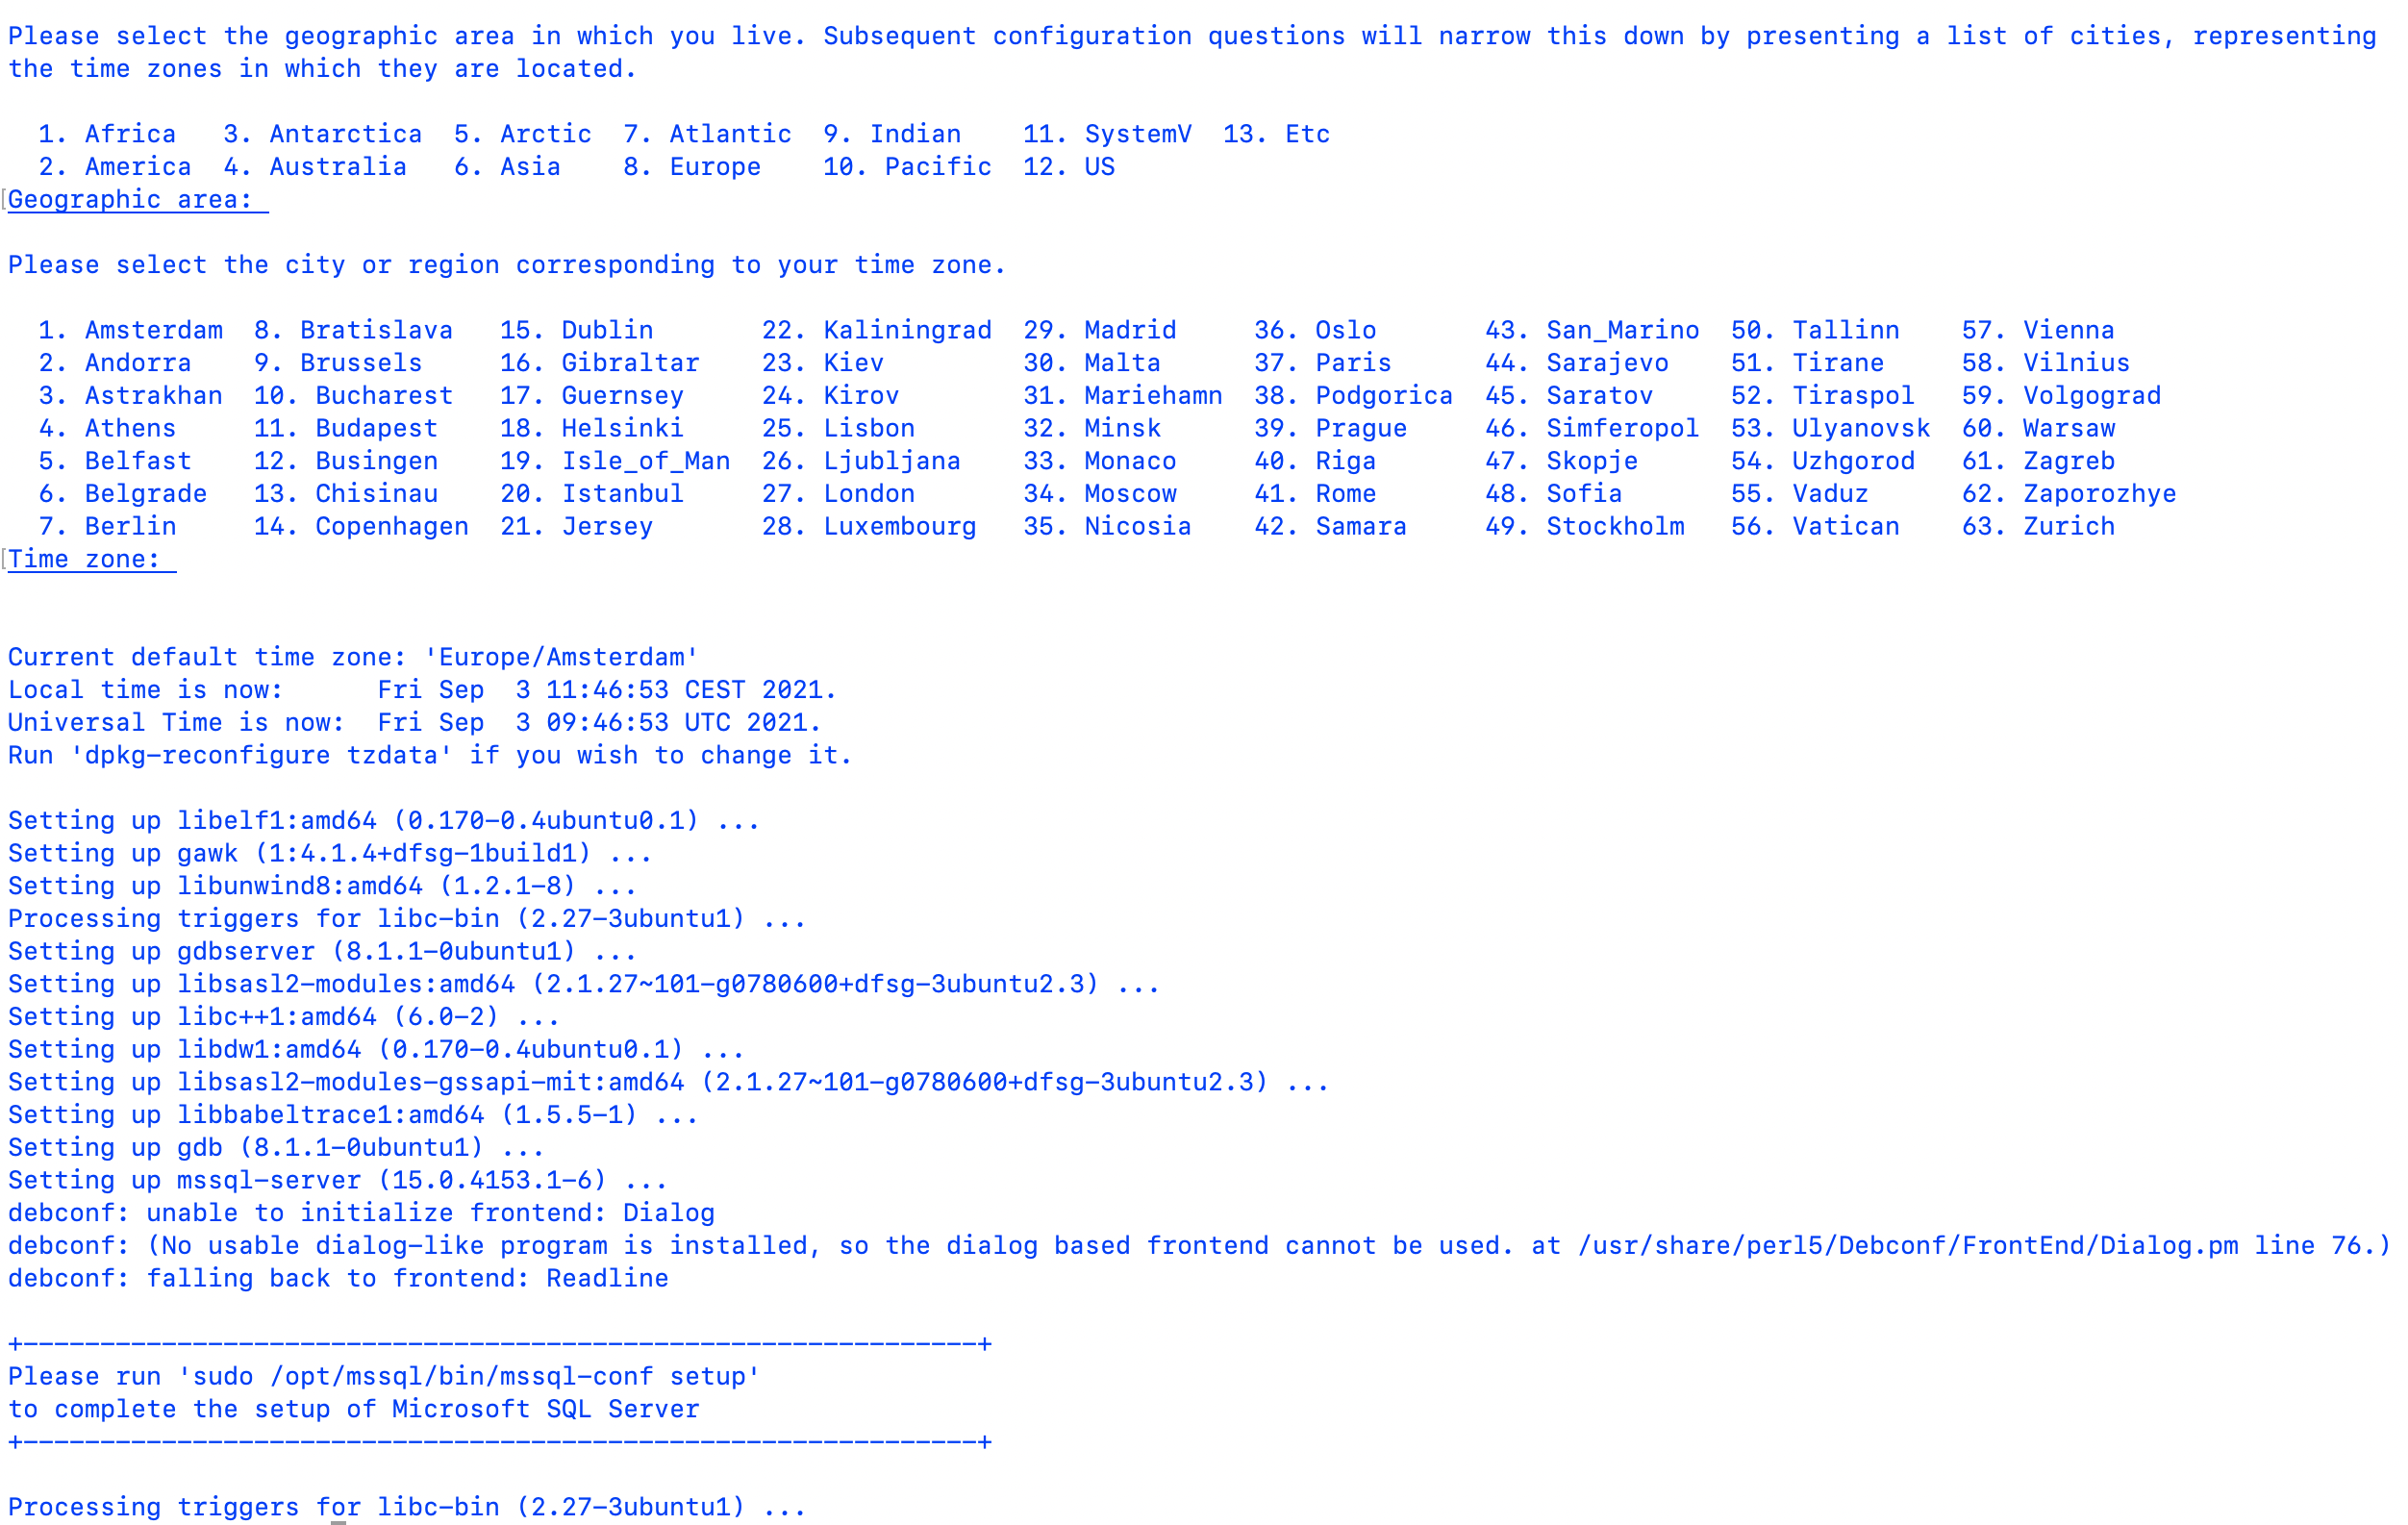 Please select the geographic area in which you live. Subsequent configuration questions will narrow this down by presenting a list of cities, representing
the time zones in which they are located.

  1. Africa   3. Antarctica  5. Arctic  7. Atlantic  9. Indian    11. SystemV  13. Etc
  2. America  4. Australia   6. Asia    8. Europe    10. Pacific  12. US
[Geographic area: 

Please select the city or region corresponding to your time zone.

  1. Amsterdam  8. Bratislava   15. Dublin       22. Kaliningrad  29. Madrid     36. Oslo       43. San_Marino  50. Tallinn    57. Vienna
  2. Andorra    9. Brussels     16. Gibraltar    23. Kiev         30. Malta      37. Paris      44. Sarajevo    51. Tirane     58. Vilnius
  3. Astrakhan  10. Bucharest   17. Guernsey     24. Kirov        31. Mariehamn  38. Podgorica  45. Saratov     52. Tiraspol   59. Volgograd
  4. Athens     11. Budapest    18. Helsinki     25. Lisbon       32. Minsk      39. Prague     46. Simferopol  53. Ulyanovsk  60. Warsaw
  5. Belfast    12. Busingen    19. Isle_of_Man  26. Ljubljana    33. Monaco     40. Riga       47. Skopje      54. Uzhgorod   61. Zagreb
  6. Belgrade   13. Chisinau    20. Istanbul     27. London       34. Moscow     41. Rome       48. Sofia       55. Vaduz      62. Zaporozhye
  7. Berlin     14. Copenhagen  21. Jersey       28. Luxembourg   35. Nicosia    42. Samara     49. Stockholm   56. Vatican    63. Zurich
[Time zone: 


Current default time zone: 'Europe/Amsterdam'
Local time is now:      Fri Sep  3 11:46:53 CEST 2021.
Universal Time is now:  Fri Sep  3 09:46:53 UTC 2021.
Run 'dpkg-reconfigure tzdata' if you wish to change it.

Setting up libelf1:amd64 (0.170-0.4ubuntu0.1) ...
Setting up gawk (1:4.1.4+dfsg-1build1) ...
Setting up libunwind8:amd64 (1.2.1-8) ...
Processing triggers for libc-bin (2.27-3ubuntu1) ...
Setting up gdbserver (8.1.1-0ubuntu1) ...
Setting up libsasl2-modules:amd64 (2.1.27~101-g0780600+dfsg-3ubuntu2.3) ...
Setting up libc++1:amd64 (6.0-2) ...
Setting up libdw1:amd64 (0.170-0.4ubuntu0.1) ...
Setting up libsasl2-modules-gssapi-mit:amd64 (2.1.27~101-g0780600+dfsg-3ubuntu2.3) ...
Setting up libbabeltrace1:amd64 (1.5.5-1) ...
Setting up gdb (8.1.1-0ubuntu1) ...
Setting up mssql-server (15.0.4153.1-6) ...
debconf: unable to initialize frontend: Dialog
debconf: (No usable dialog-like program is installed, so the dialog based frontend cannot be used. at /usr/share/perl5/Debconf/FrontEnd/Dialog.pm line 76.)
debconf: falling back to frontend: Readline

+--------------------------------------------------------------+
Please run 'sudo /opt/mssql/bin/mssql-conf setup'
to complete the setup of Microsoft SQL Server
+--------------------------------------------------------------+

Processing triggers for libc-bin (2.27-3ubuntu1) ...